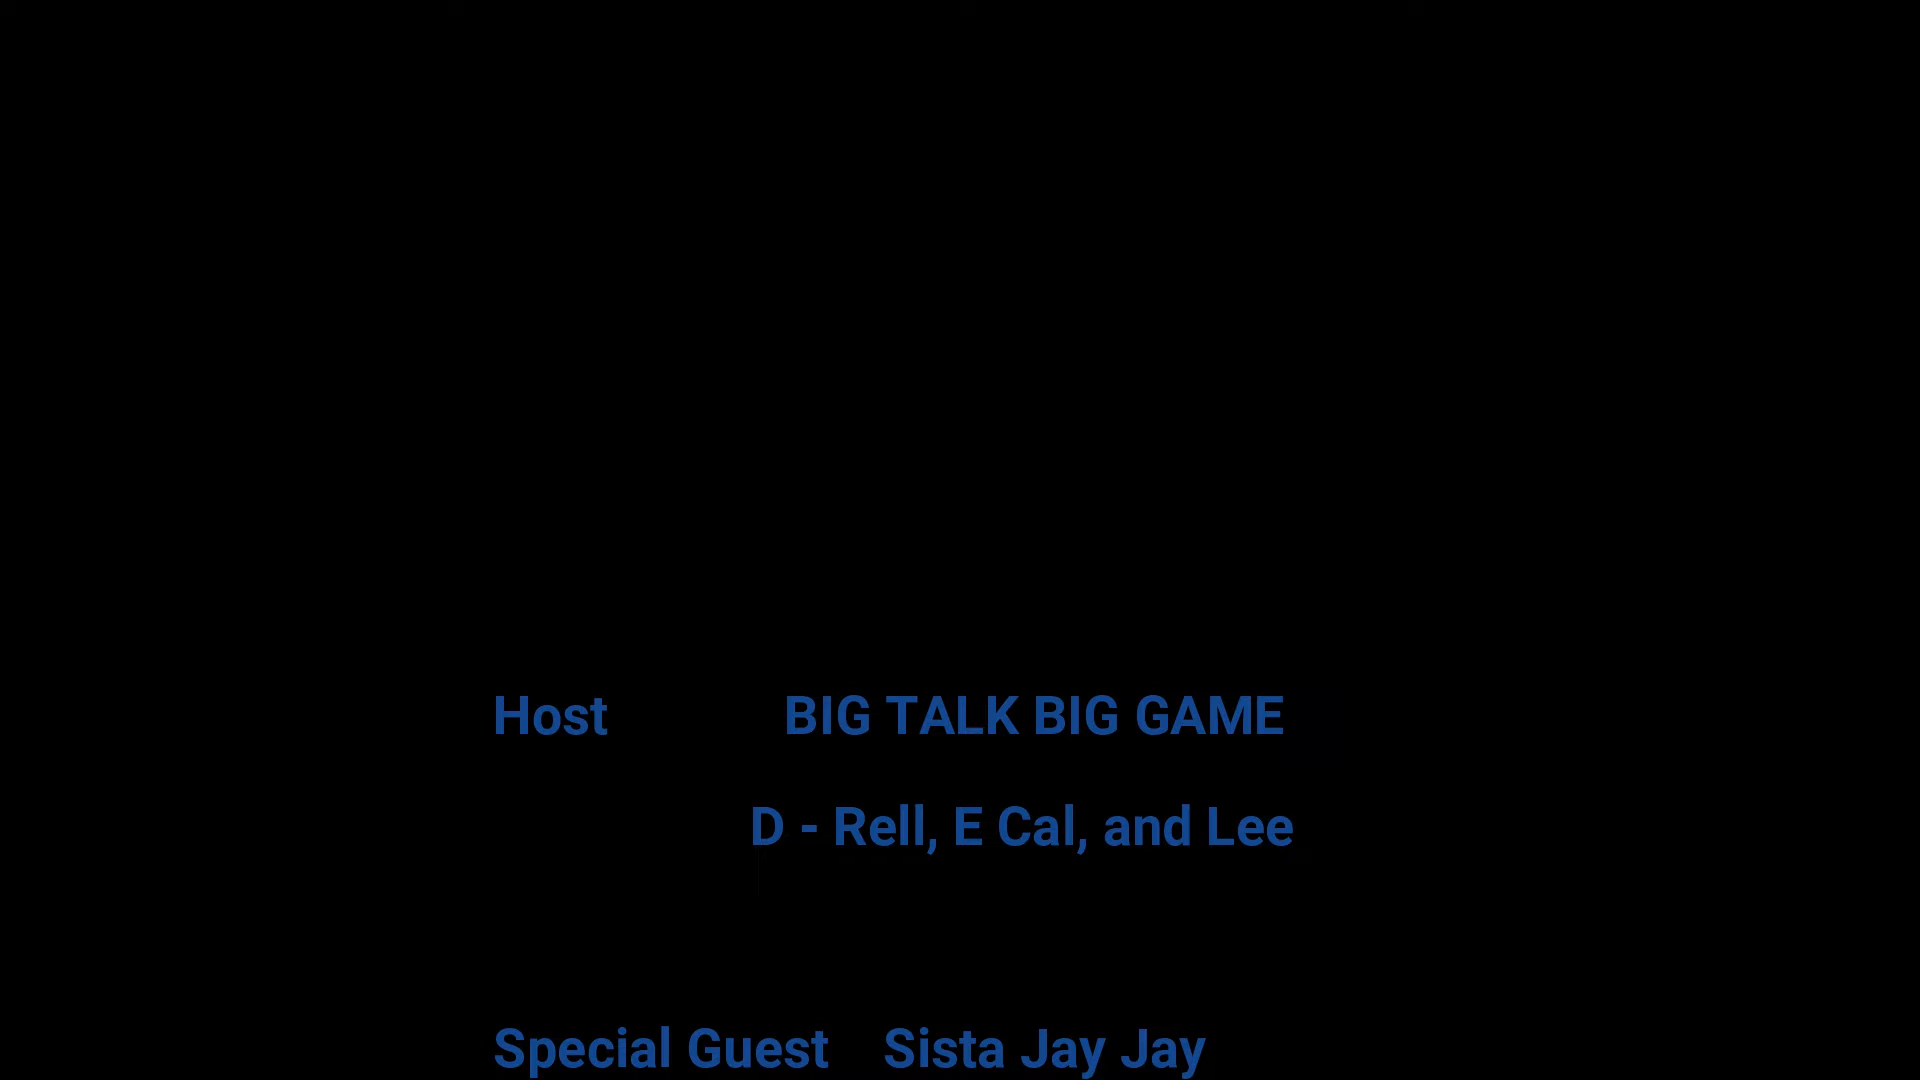 Host BIG TALK BIG GAME
D - Rell, E Cal, and Lee
Special Guest Sista Jay Jay